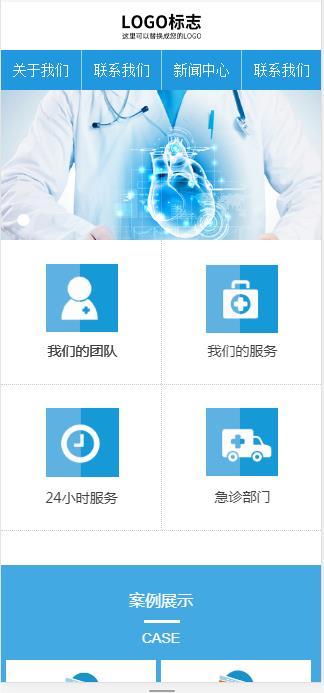 LOGO标志
这里可以替换成您的LOGO
关于我们 联系我们 新闻中心 联系我们
我们的团队 我们的服务
24小时服务 急诊部门
案例展示
CASE